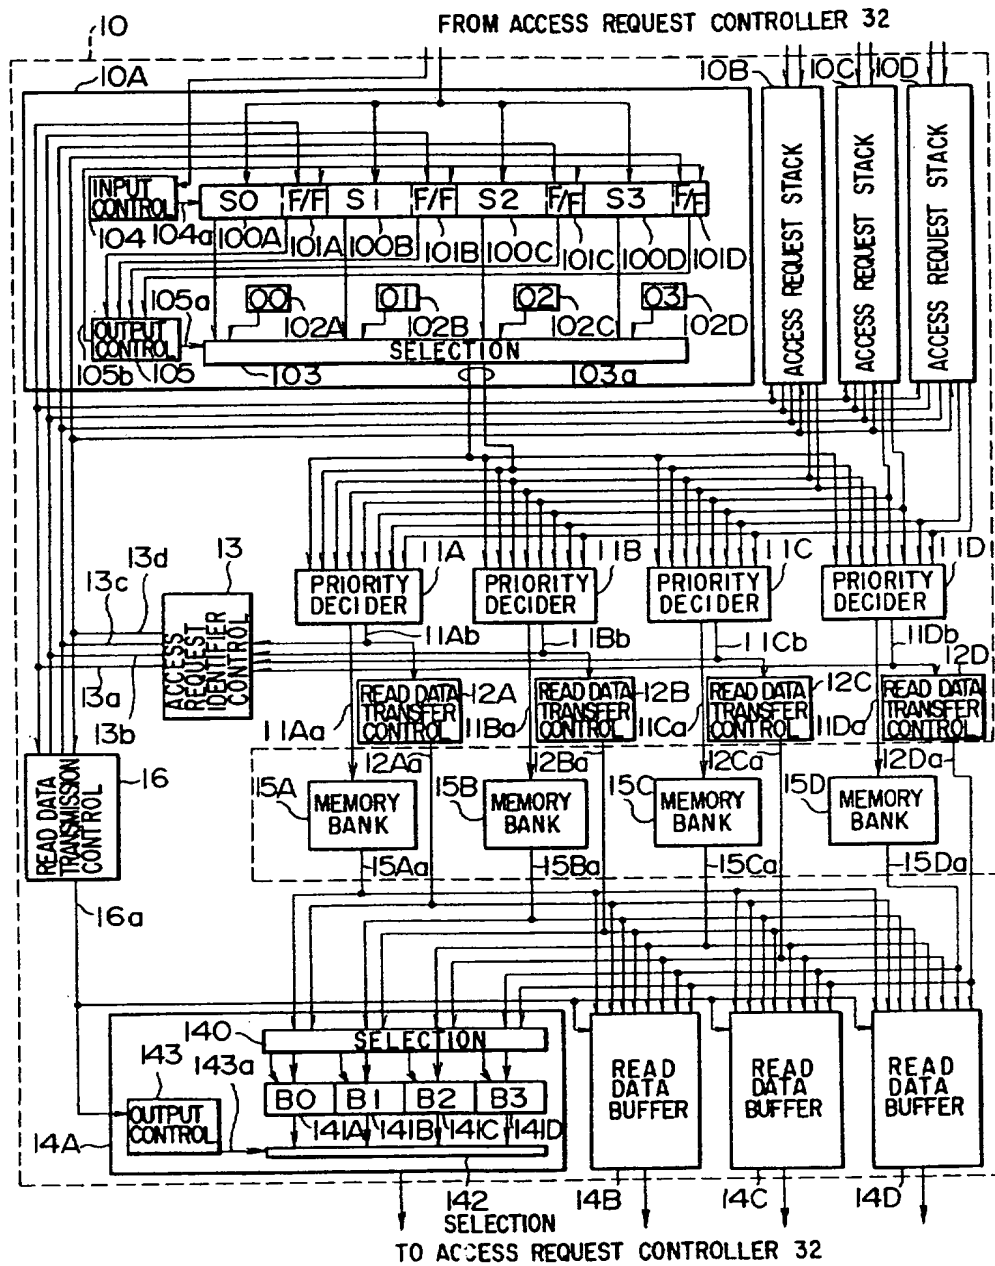 FROM ACCESS REQUEST CONTROLLER 32
10
10A
10B
10C
10D
INPUT CONTROL
104
104a
S0
F/F
S1
F/F
S2
F/F
S3
F/F
100A
101A
100B
101B
100C
101C
100D
101D
ACCESS REQUEST STACK
ACCESS REQUEST STACK
ACCESS REQUEST STACK
00
102A
01
102B
02
102C
03
102D
105a
OUTPUT CONTROL
105b
105
SELECTION
103
103a
11A
11B
11C
11D
PRIORITY DECIDER
PRIORITY DECIDER
PRIORITY DECIDER
PRIORITY DECIDER
13c
13d
13
ACCESS REQUEST IDENTIFIER CONTROL
13a
13b
11Ab
11Bb
11Cb
11Db
READ DATA TRANSFER CONTROL
12A
READ DATA TRANSFER CONTROL
12B
READ DATA TRANSFER CONTROL
12C
READ DATA TRANSFER CONTROL
12D
11Aa
11Ba
11Ca
11Da
12Aa
12Ba
12Ca
12Da
16
READ DATA TRANSMISSION CONTROL
16a
15A
MEMORY BANK
15B
MEMORY BANK
15C
MEMORY BANK
15D
MEMORY BANK
15Aa
15Ba
15Ca
15Da
140
SELECTION
143
143a
OUTPUT CONTROL
B0
B1
B2
B3
141A
141B
141C
141D
14A
142
READ DATA BUFFER
READ DATA BUFFER
READ DATA BUFFER
14B
14C
14D
SELECTION
TO ACCESS REQUEST CONTROLLER 32